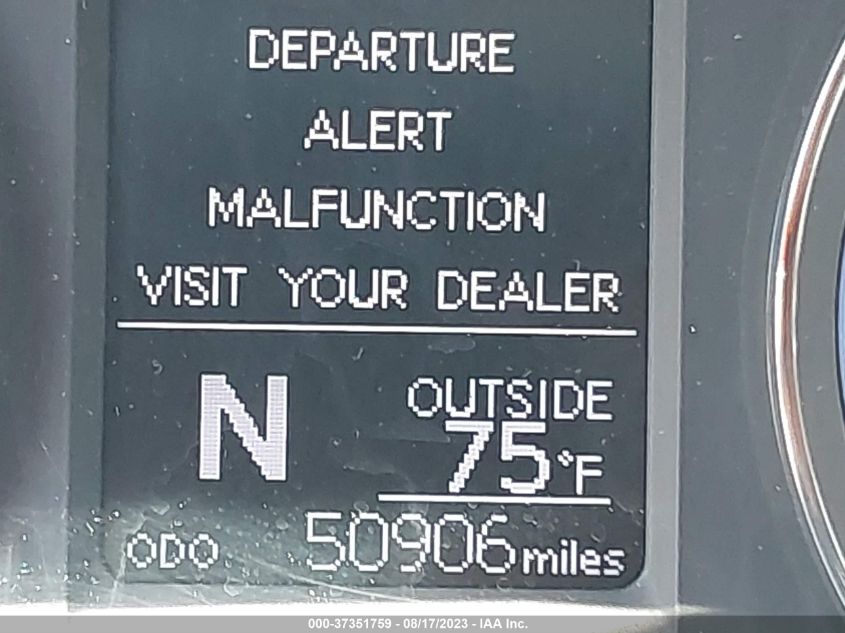 DEPARTURE
ALERT
MALFUNCTION
VISIT YOUR DEALER
N
OUTSIDE
75°F
ODO 50906 miles
000-37351759 - 08/17/2023 - IAA Inc.